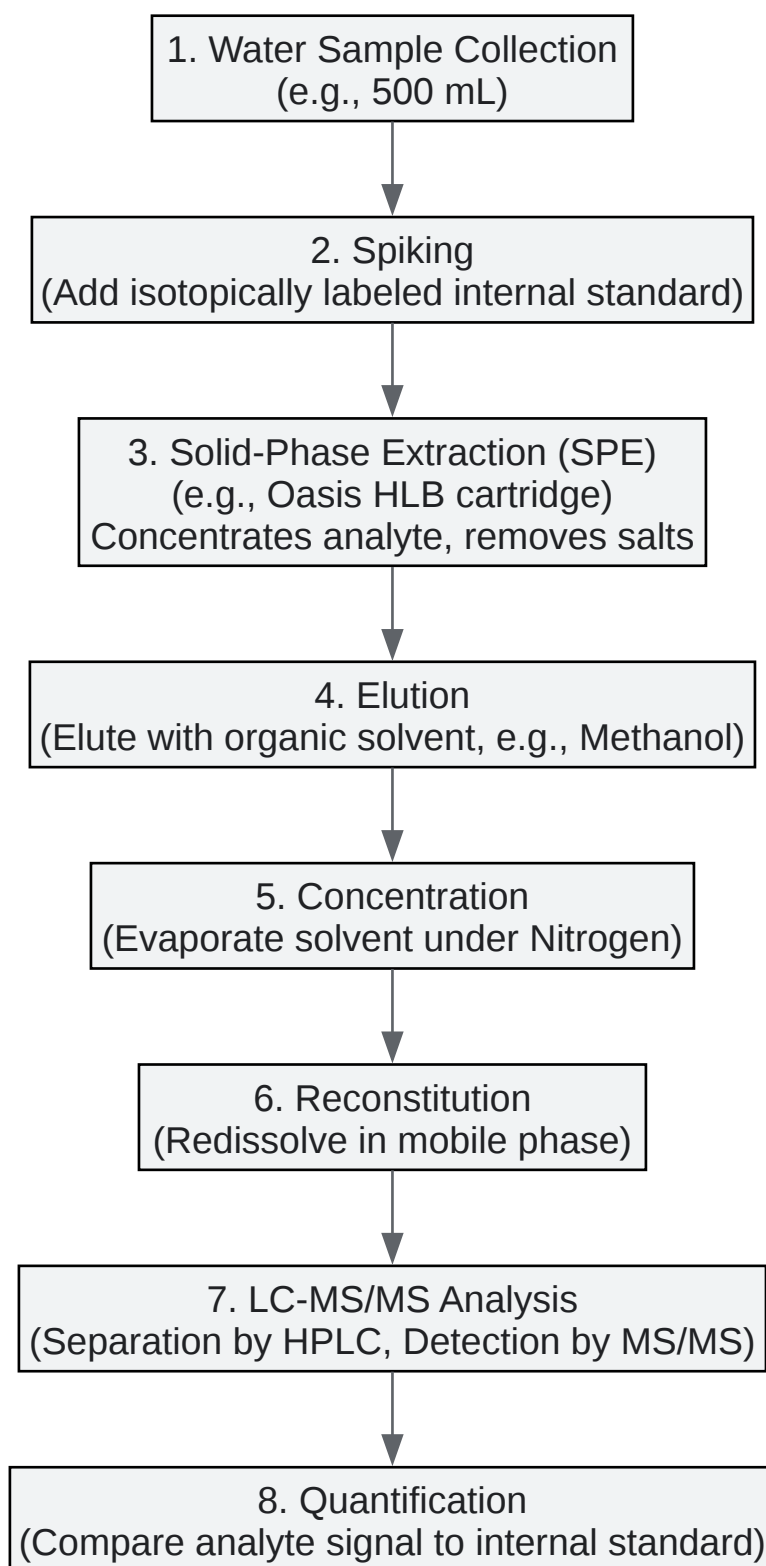 1. Water Sample Collection
(e.g., 500 mL)
2. Spiking
(Add isotopically labeled internal standard)
3. Solid-Phase Extraction (SPE)
(e.g., Oasis HLB cartridge)
Concentrates analyte, removes salts
4. Elution
(Elute with organic solvent, e.g., Methanol)
5. Concentration
(Evaporate solvent under Nitrogen)
6. Reconstitution
(Redissolve in mobile phase)
7. LC-MS/MS Analysis
(Separation by HPLC, Detection by MS/MS)
8. Quantification
(Compare analyte signal to internal standard)